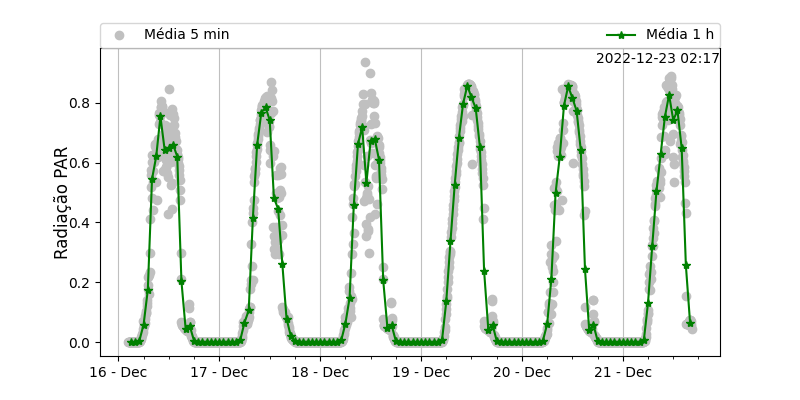 Média 5 min Média 1 h
2022-12-23 02:17
Radiação PAR
0.8
0.6
0.4
0.2
0.0
16 - Dec 17 - Dec 18 - Dec 19 - Dec 20 - Dec 21 - Dec